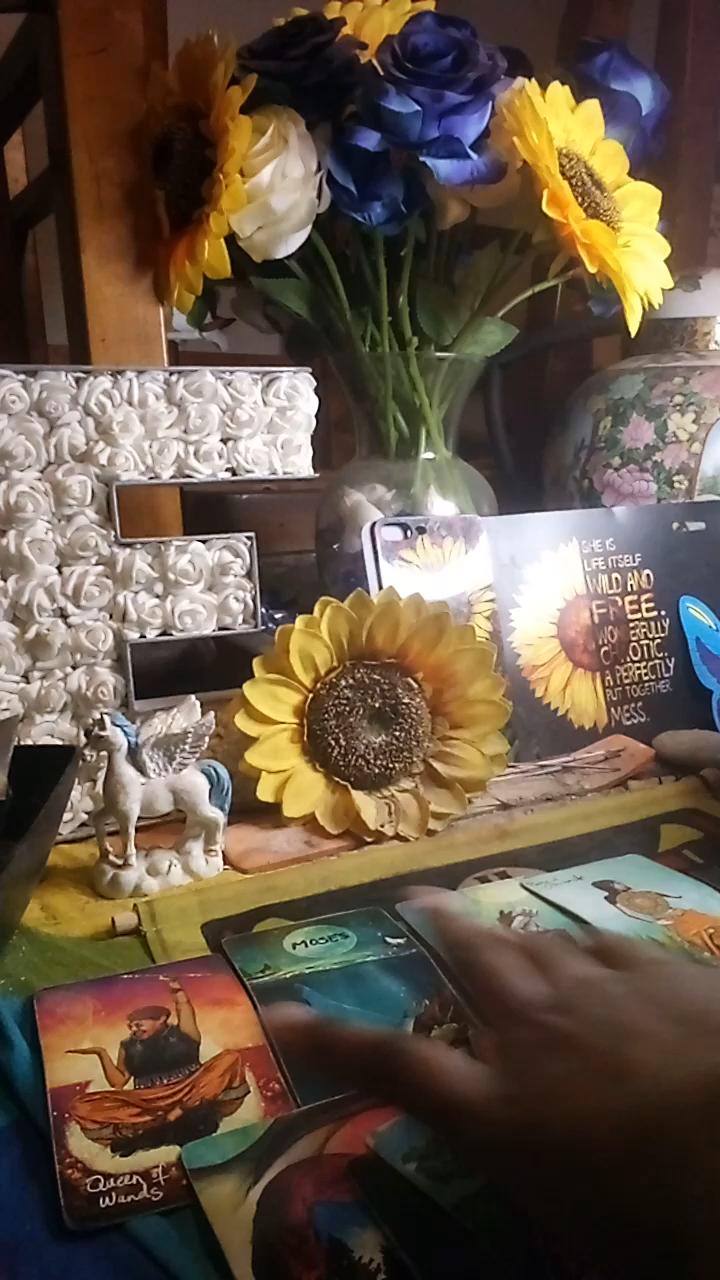 SHE IS
LIFE ITSELF
WILD AND
FREE.
WONDERFULLY
CHAOTIC.
A PERFECTLY
PUT TOGETHER
MESS.
MOSES
Queen of
Wands